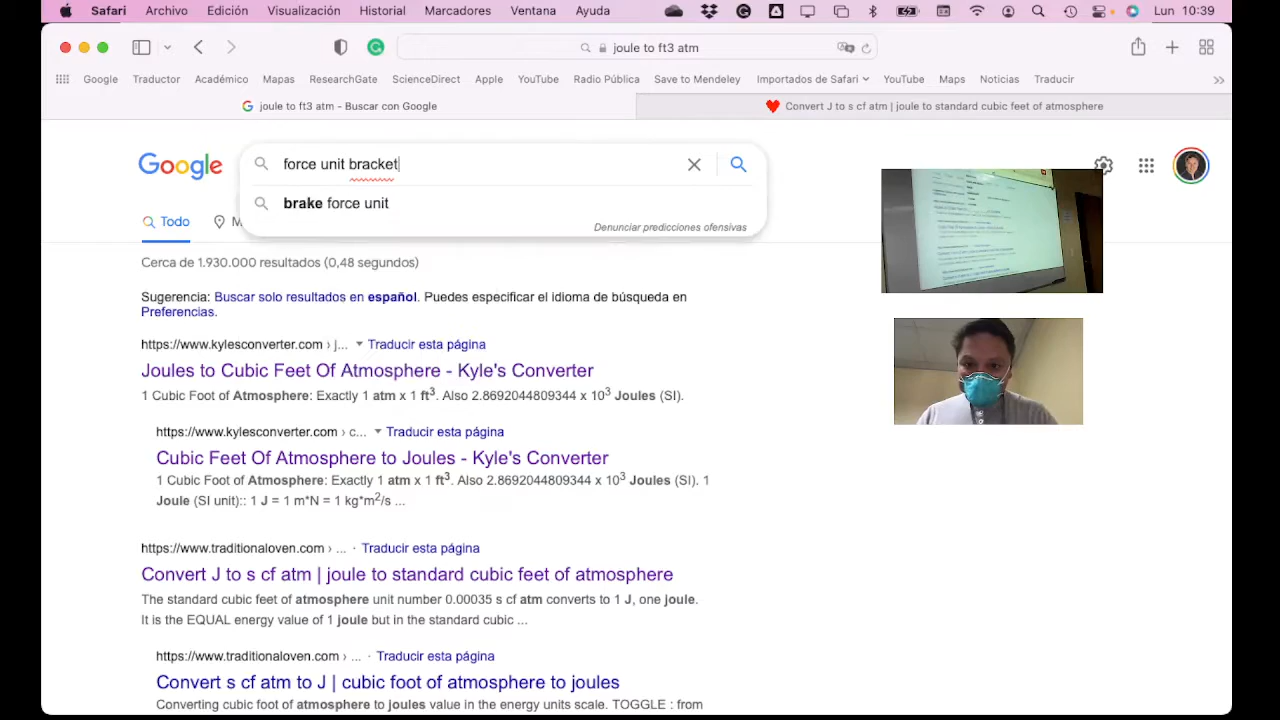 Safari Archivo Edición Visualización Historial Marcadores Ventana Ayuda Lun 10:39
joule to ft3 atm
Google Traductor Académico Mapas ResearchGate ScienceDirect Apple YouTube Radio Pública Save to Mendeley Importados de Safari YouTube Maps Noticias Traducir
joule to ft3 atm - Buscar con Google Convert J to s cf atm | joule to standard cubic feet of atmosphere
Google force unit bracket
brake force unit
Denunciar predicciones ofensivas
Todo M
Cerca de 1.930.000 resultados (0,48 segundos)
Sugerencia: Buscar solo resultados en español. Puedes especificar el idioma de búsqueda en
Preferencias.
https://www.kylesconverter.com › j... Traducir esta página
Joules to Cubic Feet Of Atmosphere - Kyle's Converter
1 Cubic Foot of Atmosphere: Exactly 1 atm x 1 ft³. Also 2.8692044809344 x 10³ Joules (SI).
https://www.kylesconverter.com › c... Traducir esta página
Cubic Feet Of Atmosphere to Joules - Kyle's Converter
1 Cubic Foot of Atmosphere: Exactly 1 atm x 1 ft³. Also 2.8692044809344 x 10³ Joules (SI). 1
Joule (SI unit):: 1 J = 1 m*N = 1 kg*m²/s ...
https://www.traditionaloven.com › ... · Traducir esta página
Convert J to s cf atm | joule to standard cubic feet of atmosphere
The standard cubic feet of atmosphere unit number 0.00035 s cf atm converts to 1 J, one joule.
It is the EQUAL energy value of 1 joule but in the standard cubic ...
https://www.traditionaloven.com › ... · Traducir esta página
Convert s cf atm to J | cubic foot of atmosphere to joules
Converting cubic foot of atmosphere to joules value in the energy units scale. TOGGLE : from